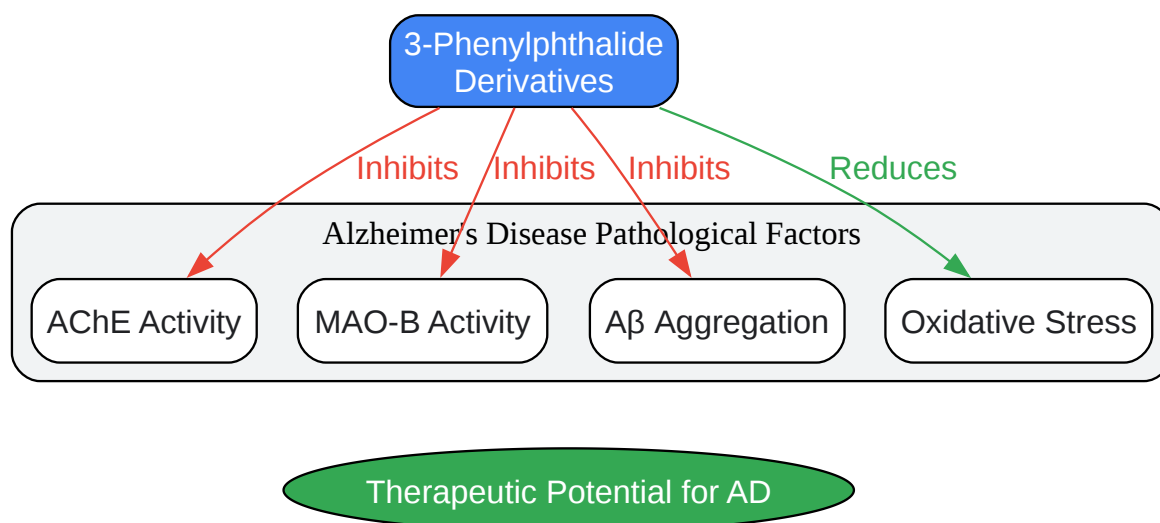 3-Phenylphthalide
Derivatives
Inhibits
Inhibits
Inhibits
Reduces
Alzheimer's Disease Pathological Factors
AChE Activity
MAO-B Activity
Aβ Aggregation
Oxidative Stress
Therapeutic Potential for AD